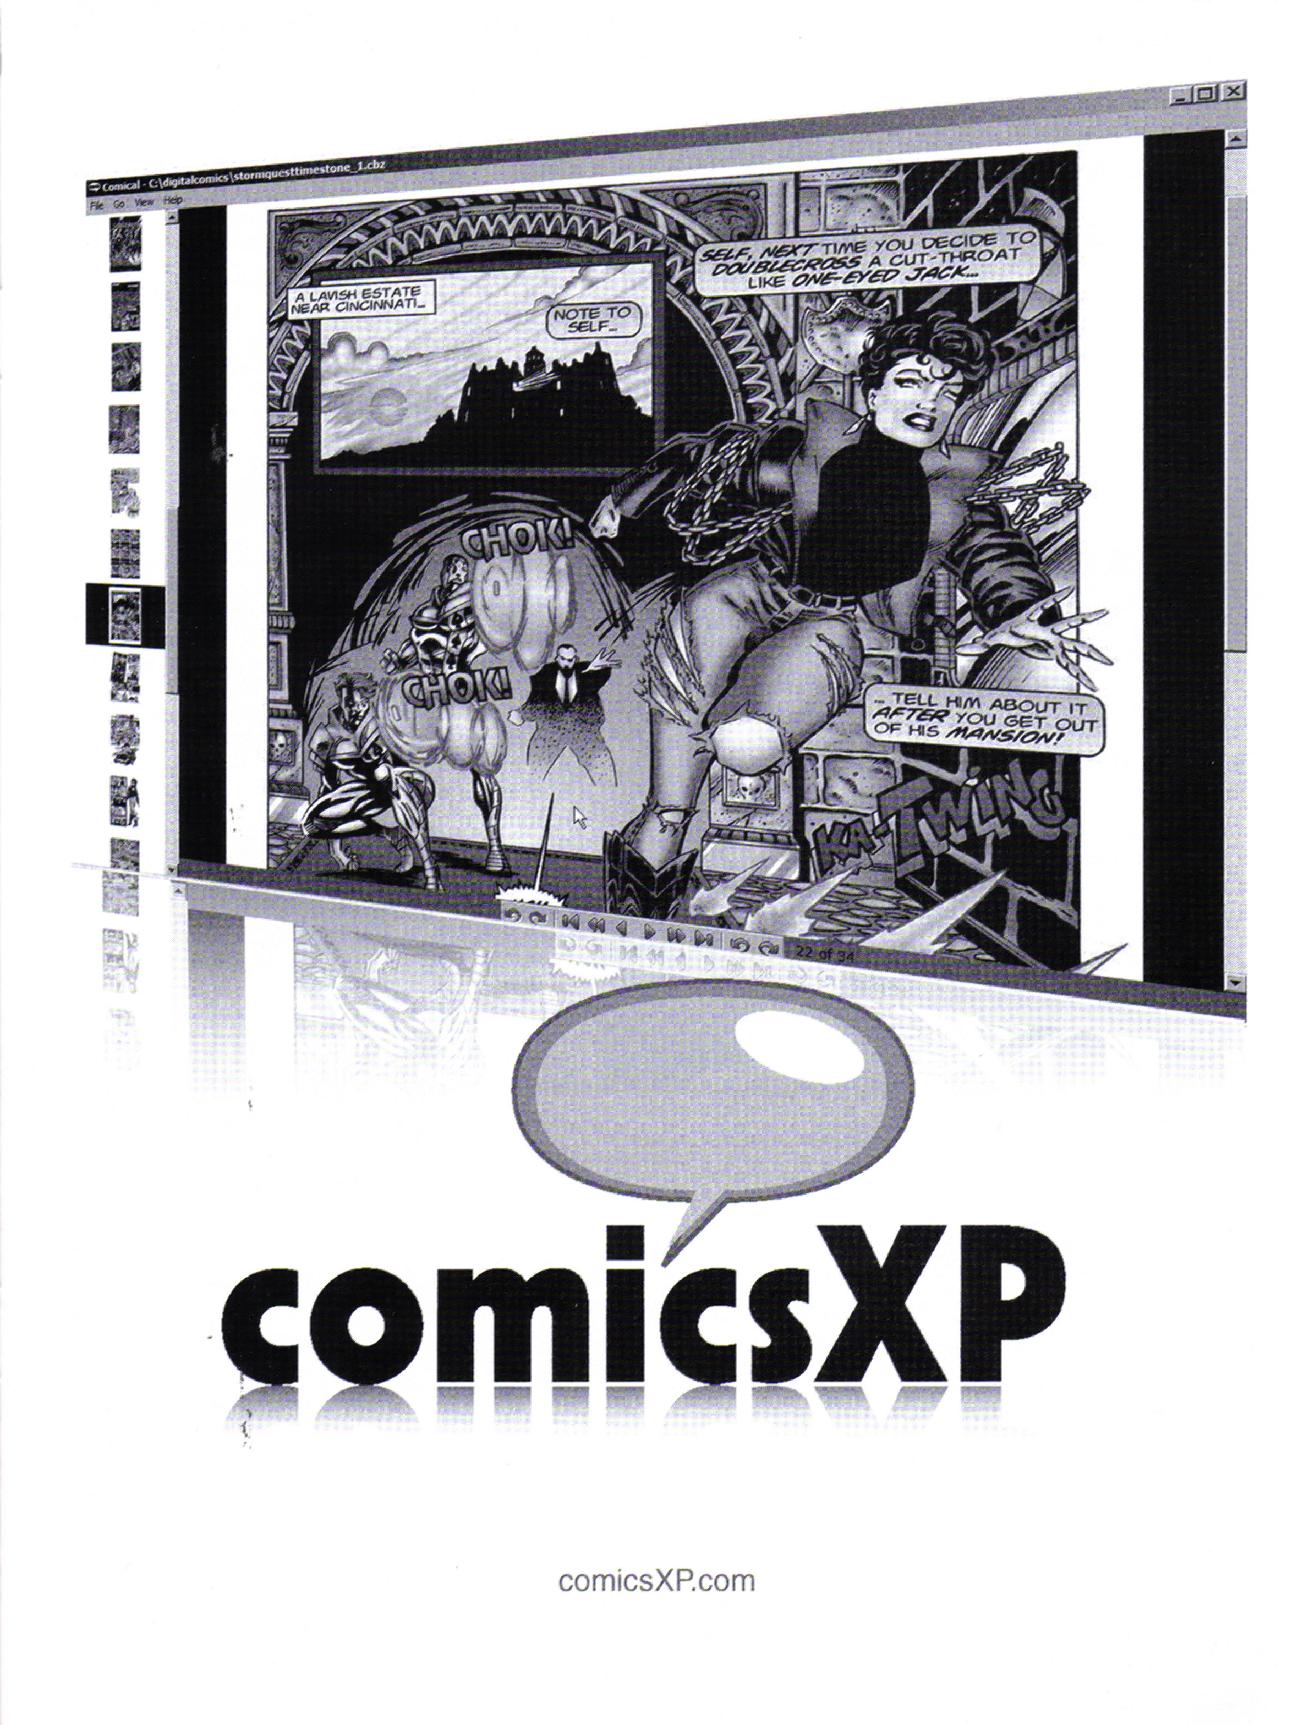 Comical - C:\digitalcomics\stormquesttimestone_1.cbz
File Go View Help
A LAVISH ESTATE
NEAR CINCINNATI...
NOTE TO
SELF...
SELF, NEXT TIME YOU DECIDE TO
DOUBLECROSS A CUT-THROAT
LIKE ONE-EYED JACK...
CHOK!
CHOK!
... TELL HIM ABOUT IT
AFTER YOU GET OUT
OF HIS MANSION!
KA-TWING
22 of 34
comicsXP
comicsXP.com